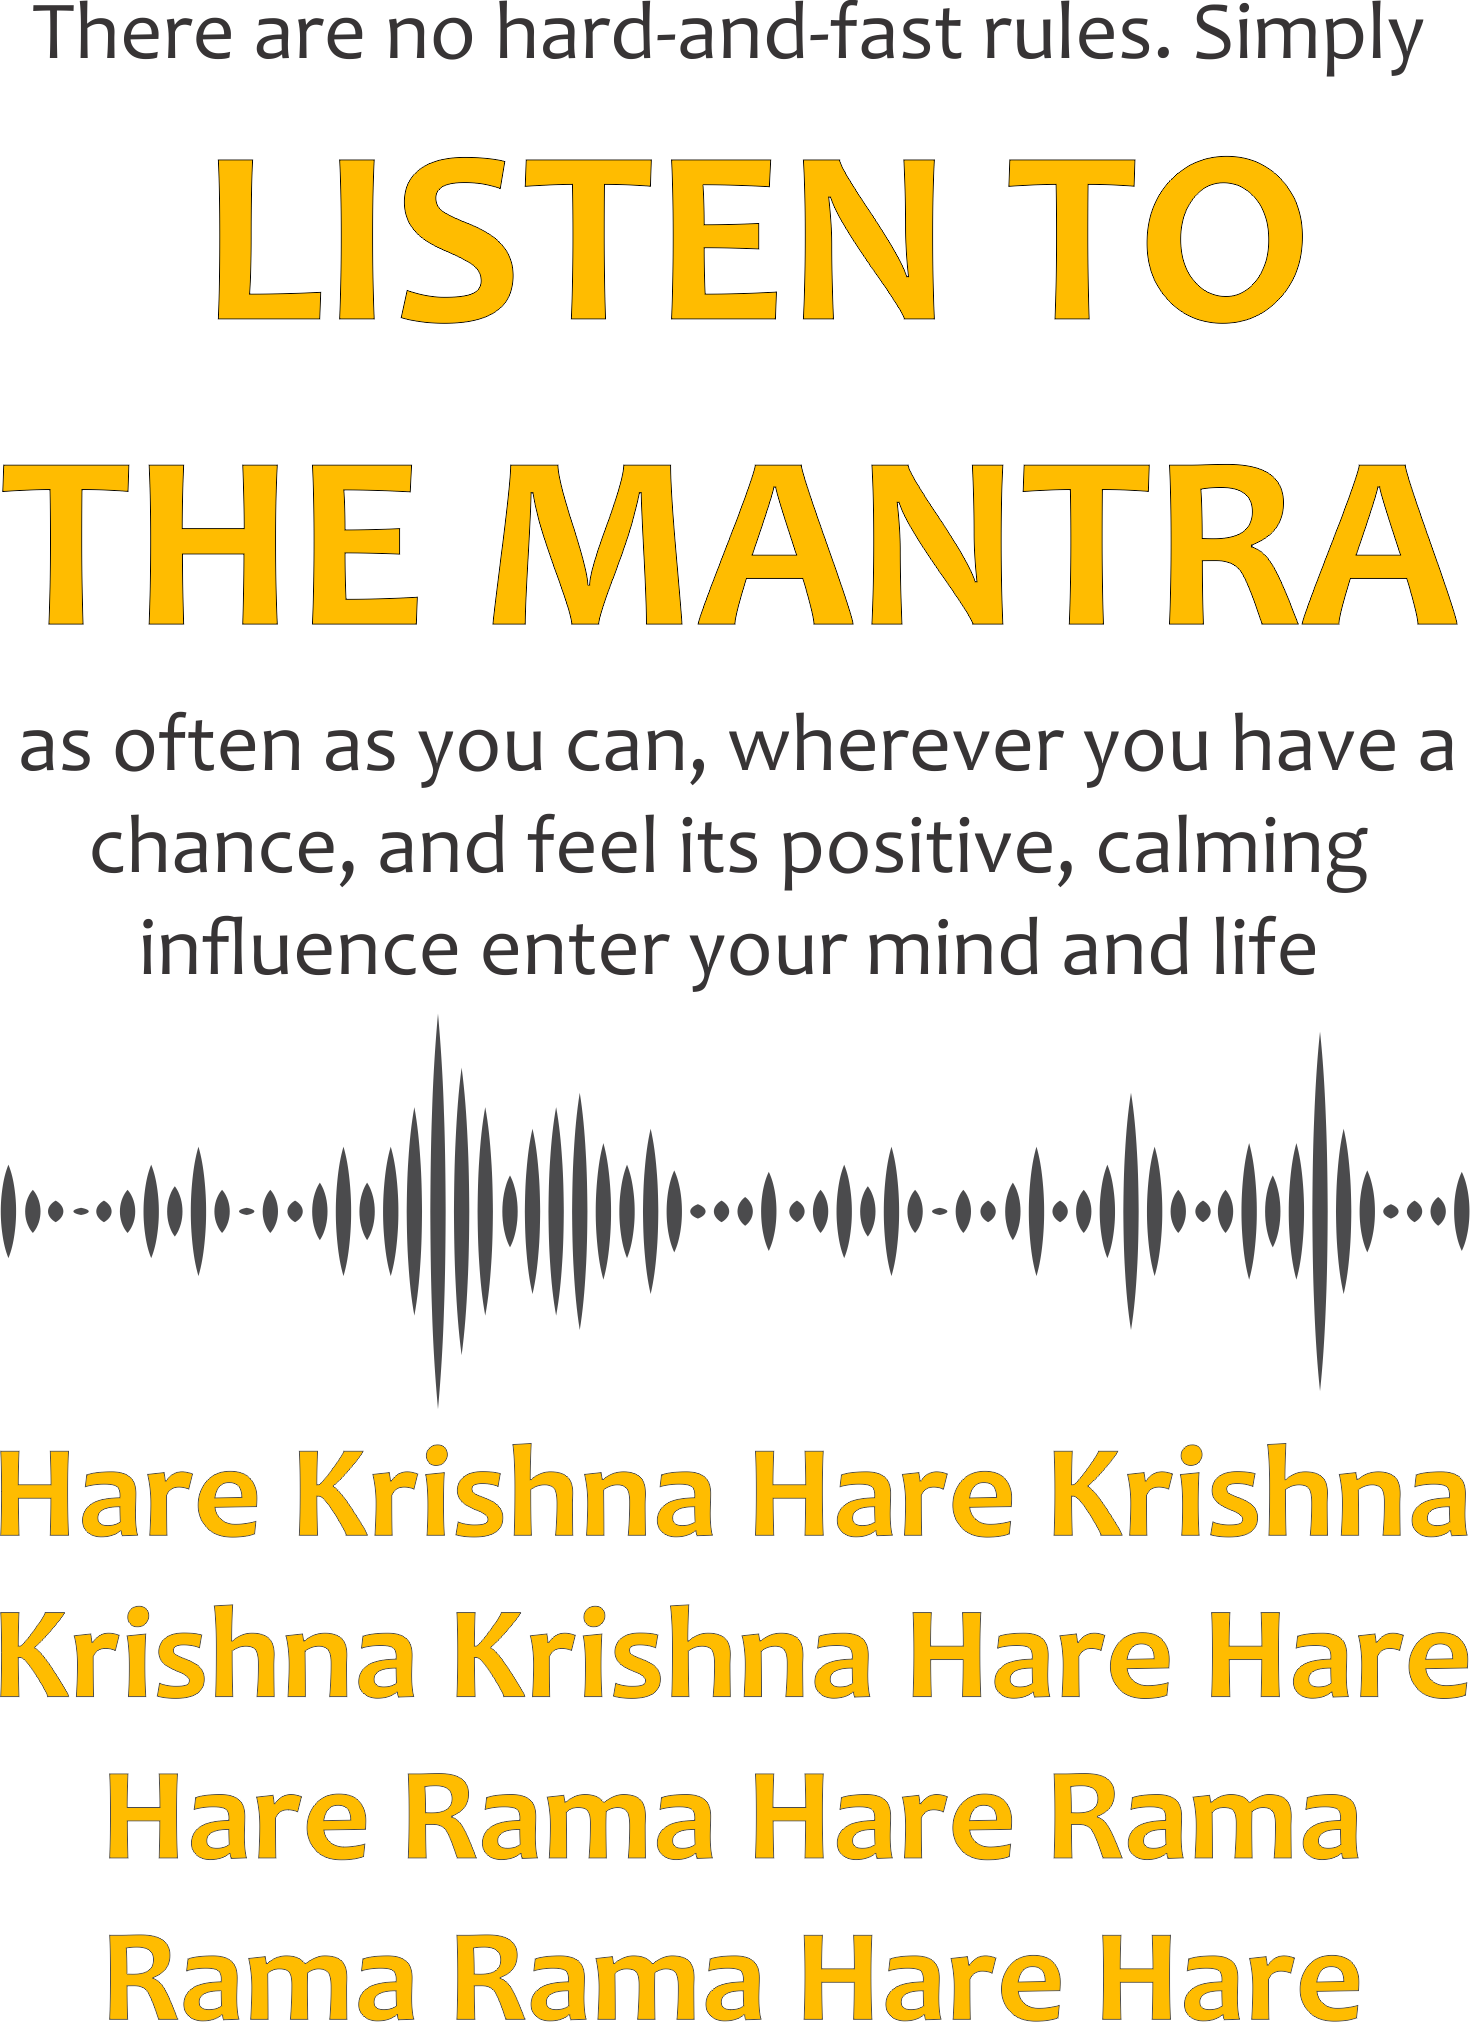 There are no hard-and-fast rules. Simply
LISTEN TO
THE MANTRA
as often as you can, wherever you have a
chance, and feel its positive, calming
influence enter your mind and life
Hare Krishna Hare Krishna
Krishna Krishna Hare Hare
Hare Rama Hare Rama
Rama Rama Hare Hare